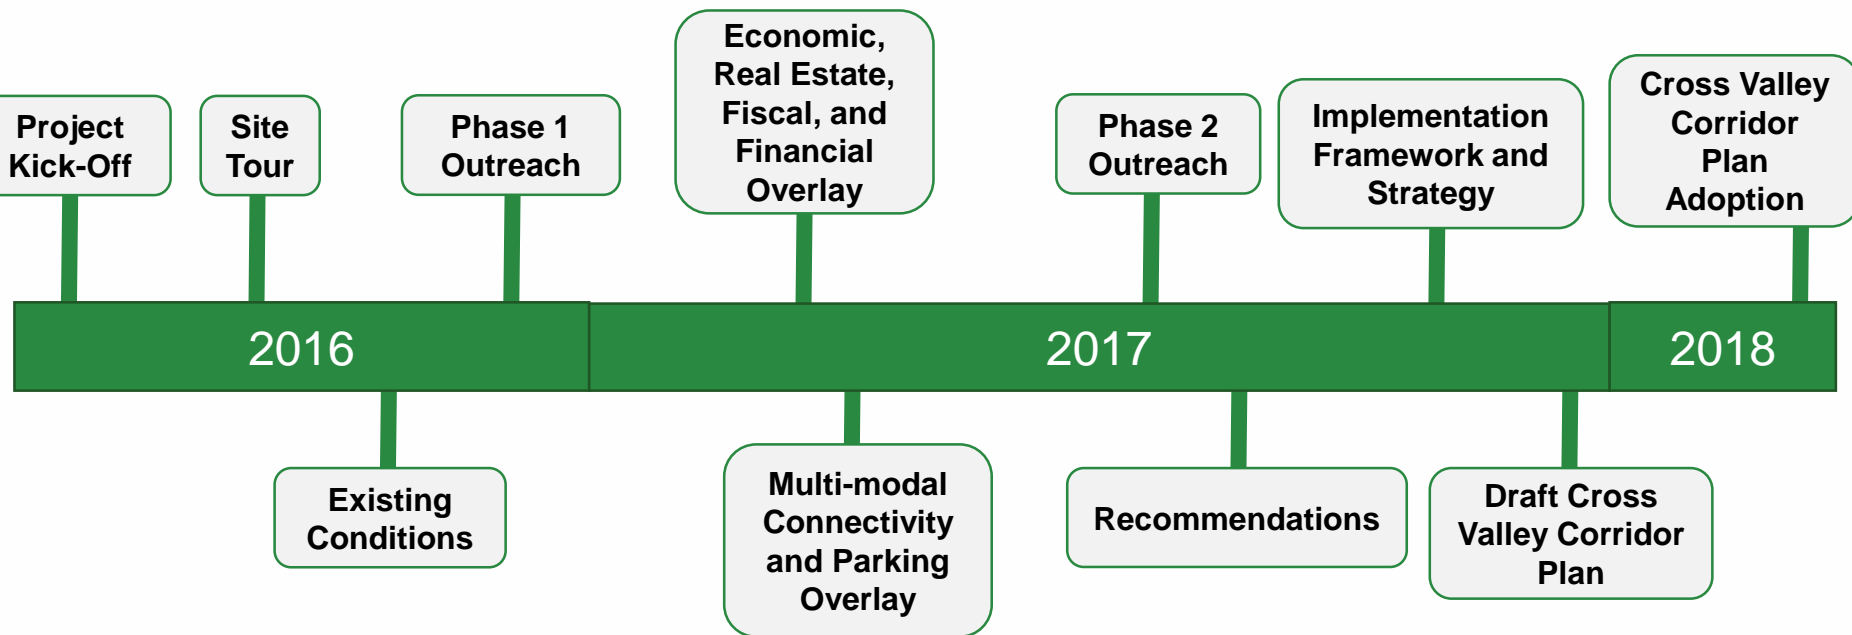 Project
Kick-Off
Site
Tour
Phase 1
Outreach
Economic,
Real Estate,
Fiscal, and
Financial
Overlay
Phase 2
Outreach
Implementation
Framework and
Strategy
Cross Valley
Corridor
Plan
Adoption
2016
2017
2018
Existing
Conditions
Multi-modal
Connectivity
and Parking
Overlay
Recommendations
Draft Cross
Valley Corridor
Plan